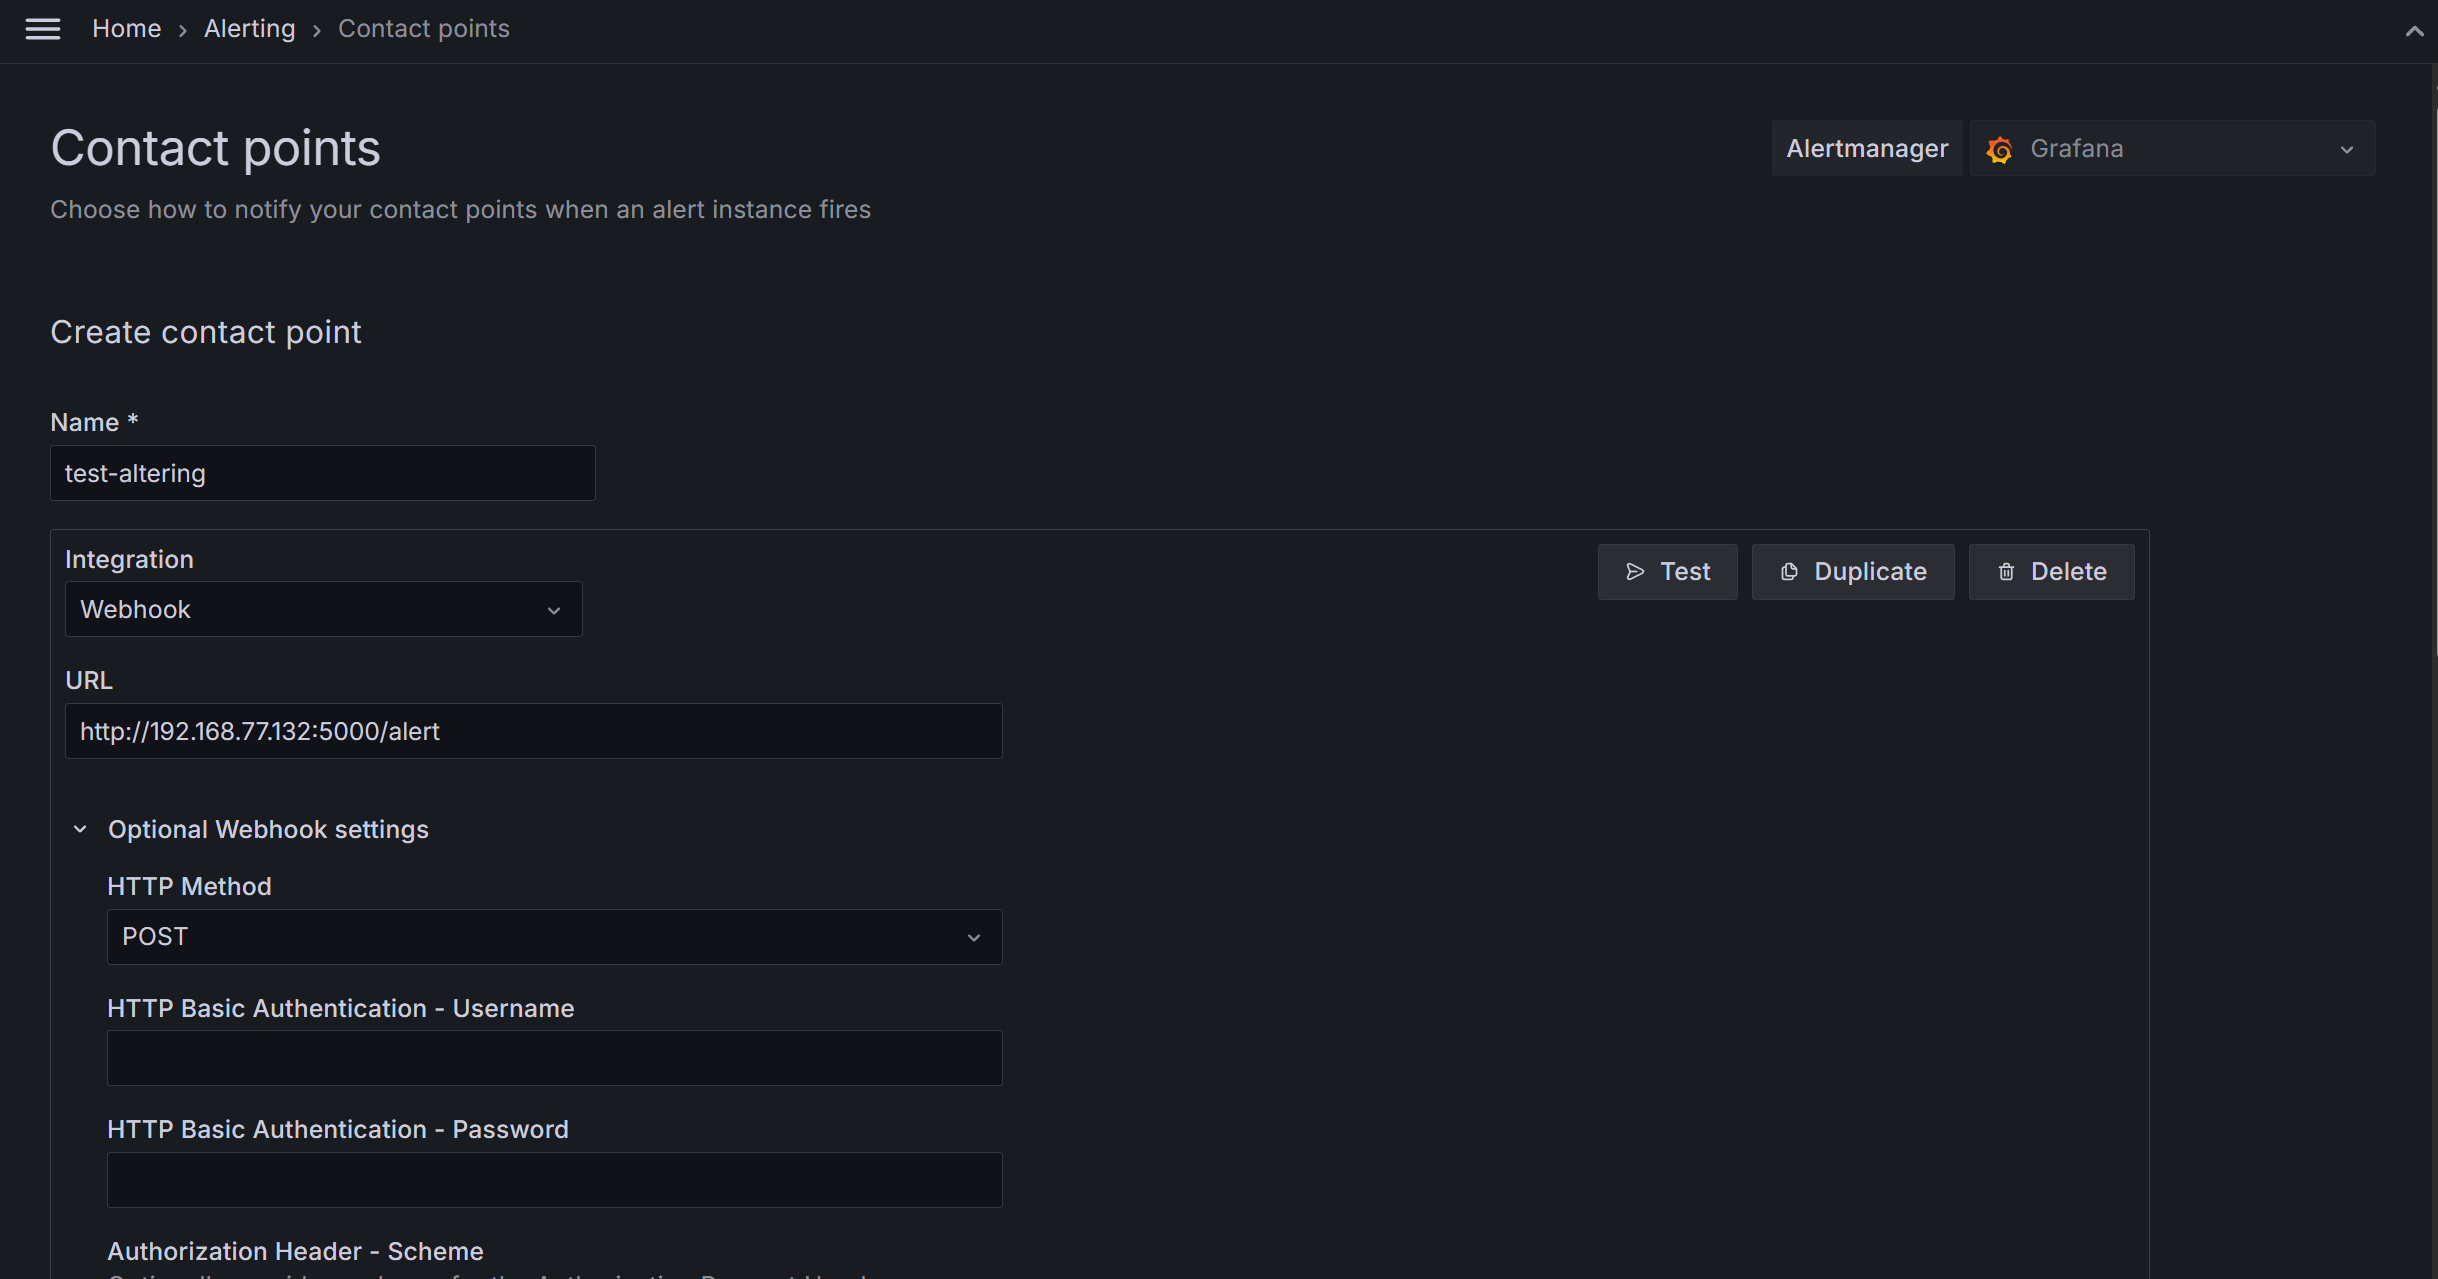 Home › Alerting › Contact points
Contact points
Alertmanager
Grafana
Choose how to notify your contact points when an alert instance fires
Create contact point
Name *
test-altering
Integration
Test
Duplicate
Delete
Webhook
URL
http://192.168.77.132:5000/alert
Optional Webhook settings
HTTP Method
POST
HTTP Basic Authentication - Username
HTTP Basic Authentication - Password
Authorization Header - Scheme